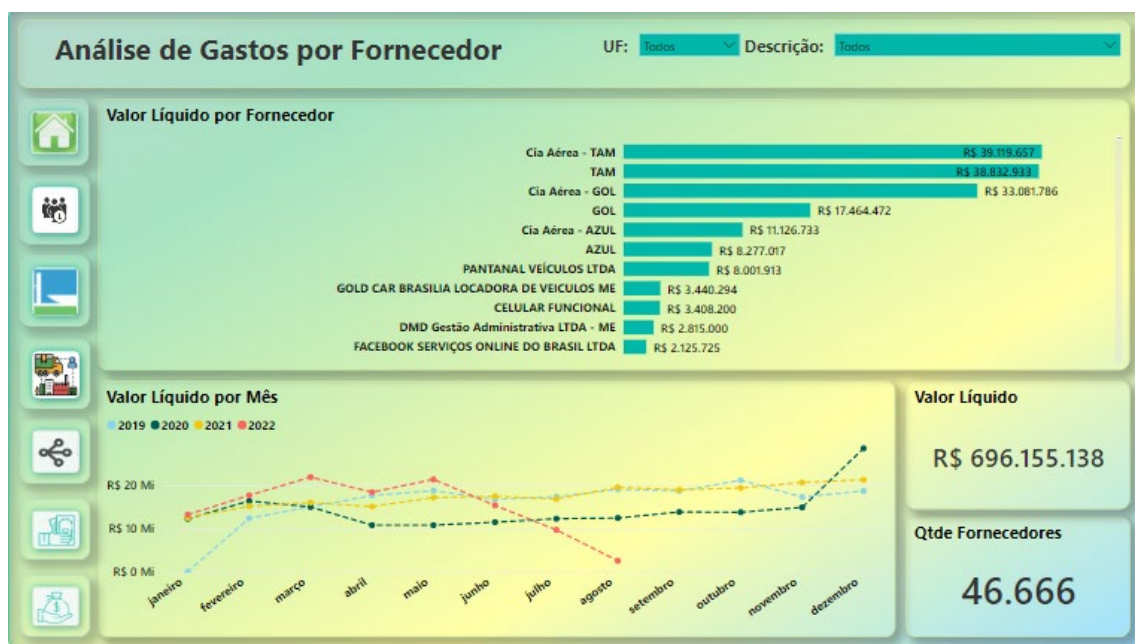 Análise de Gastos por Fornecedor
UF: Todos Descrição: Todos
Valor Líquido por Fornecedor
Cia Aérea - TAM R$ 39.119.657
TAM R$ 38.832.933
Cia Aérea - GOL R$ 33.081.786
GOL R$ 17.464.472
Cia Aérea - AZUL R$ 11.126.733
AZUL R$ 8.277.017
PANTANAL VEÍCULOS LTDA R$ 8.001.913
GOLD CAR BRASILIA LOCADORA DE VEICULOS ME R$ 3.440.294
CELULAR FUNCIONAL R$ 3.408.200
DMD Gestão Administrativa LTDA - ME R$ 2.815.000
FACEBOOK SERVIÇOS ONLINE DO BRASIL LTDA R$ 2.125.725
Valor Líquido por Mês
2019 2020 2021 2022
R$ 20 Mi
R$ 10 Mi
R$ 0 Mi
janeiro fevereiro março abril maio junho julho agosto setembro outubro novembro dezembro
Valor Líquido
R$ 696.155.138
Qtde Fornecedores
46.666